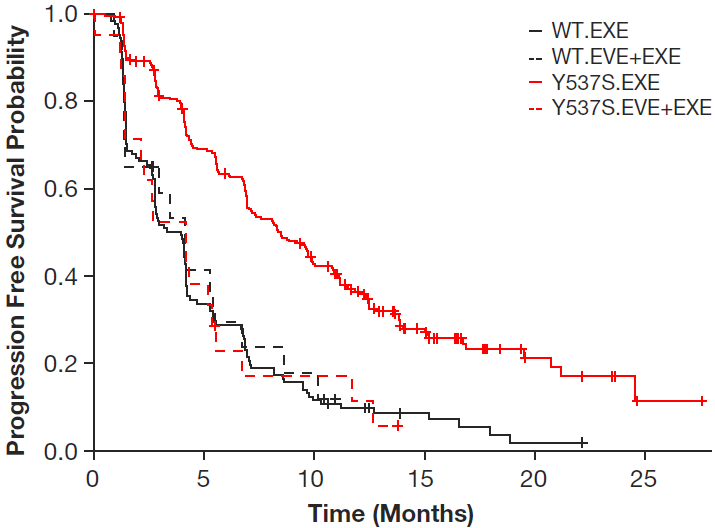 Progression Free Survival Probability
1.0
0.8
0.6
0.4
0.2
0.0
WT.EXE
WT.EVE+EXE
Y537S.EXE
Y537S.EVE+EXE
0 5 10 15 20 25
Time (Months)